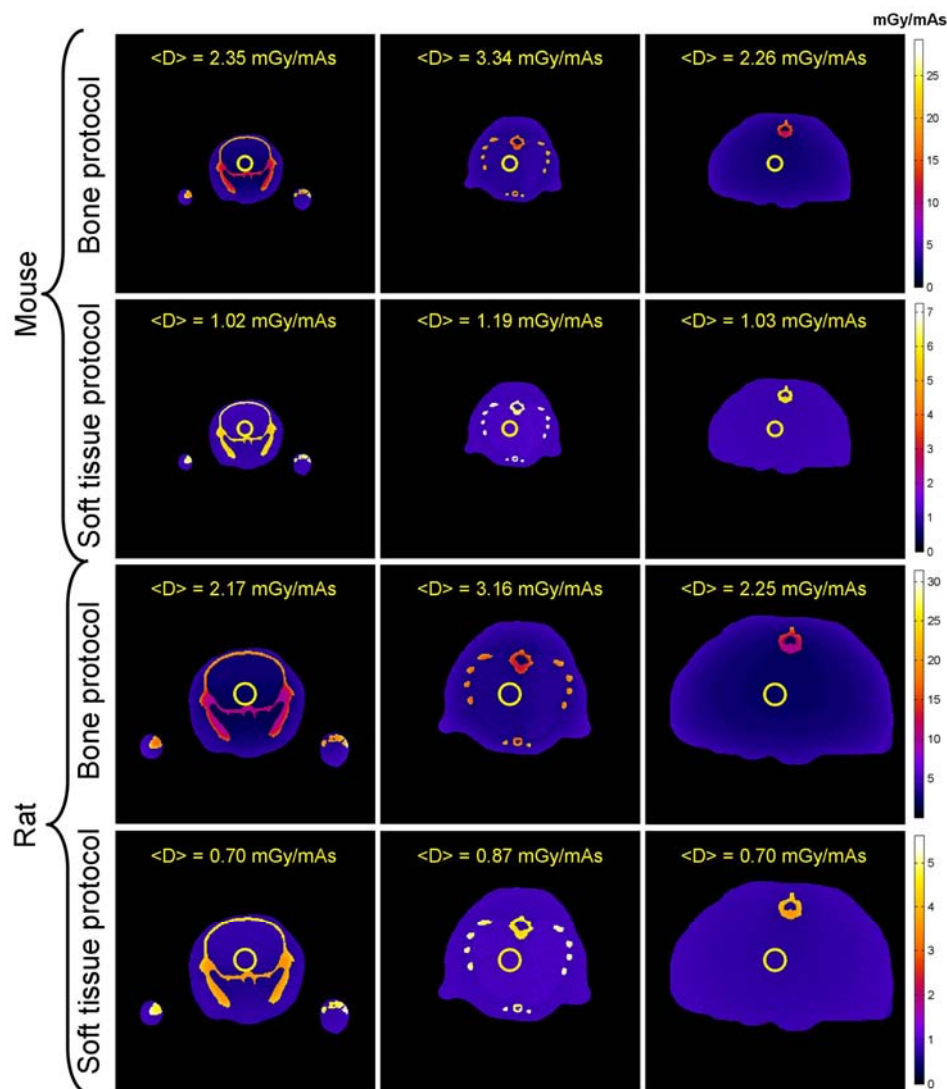 mGy/mAs
Mouse
Bone protocol
<D> = 2.35 mGy/mAs
<D> = 3.34 mGy/mAs
<D> = 2.26 mGy/mAs
25
20
15
10
5
0
Soft tissue protocol
<D> = 1.02 mGy/mAs
<D> = 1.19 mGy/mAs
<D> = 1.03 mGy/mAs
7
6
5
4
3
2
1
0
Rat
Bone protocol
<D> = 2.17 mGy/mAs
<D> = 3.16 mGy/mAs
<D> = 2.25 mGy/mAs
30
25
20
15
10
5
Soft tissue protocol
<D> = 0.70 mGy/mAs
<D> = 0.87 mGy/mAs
<D> = 0.70 mGy/mAs
5
4
3
2
1
0